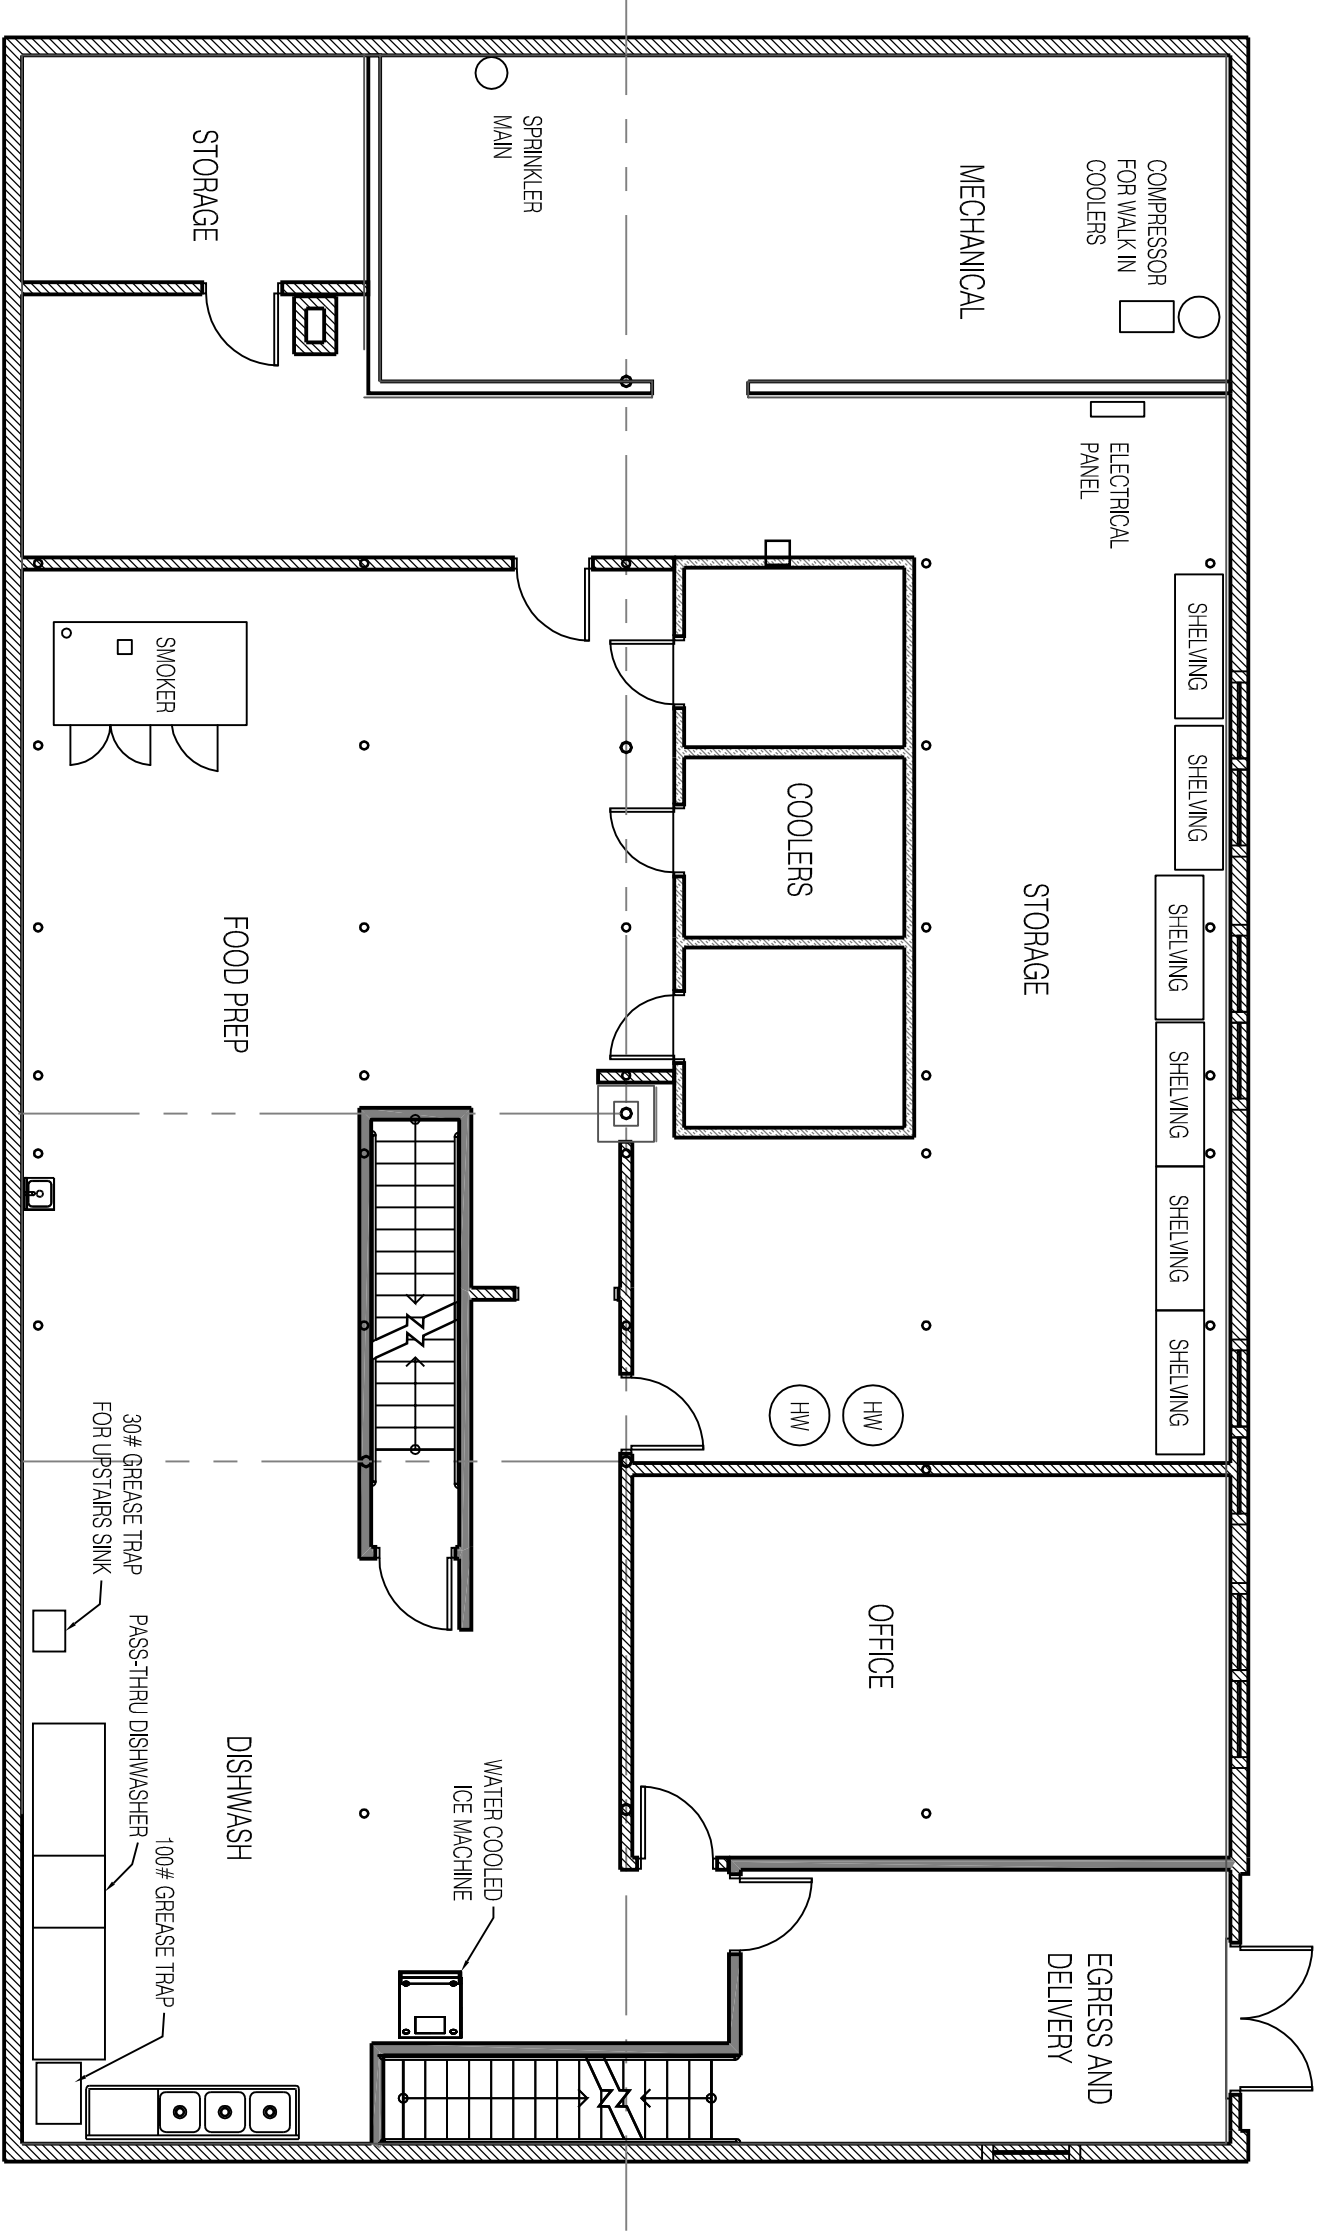 STORAGE
SPRINKLER
MAIN
MECHANICAL
COMPRESSOR
FOR WALK IN
COOLERS
ELECTRICAL
PANEL
SHELVING
SHELVING
SHELVING
SHELVING
SHELVING
SHELVING
STORAGE
COOLERS
SMOKER
FOOD PREP
HW
HW
OFFICE
30# GREASE TRAP
FOR UPSTAIRS SINK
PASS-THRU DISHWASHER
100# GREASE TRAP
DISHWASH
WATER COOLED
ICE MACHINE
EGRESS AND
DELIVERY